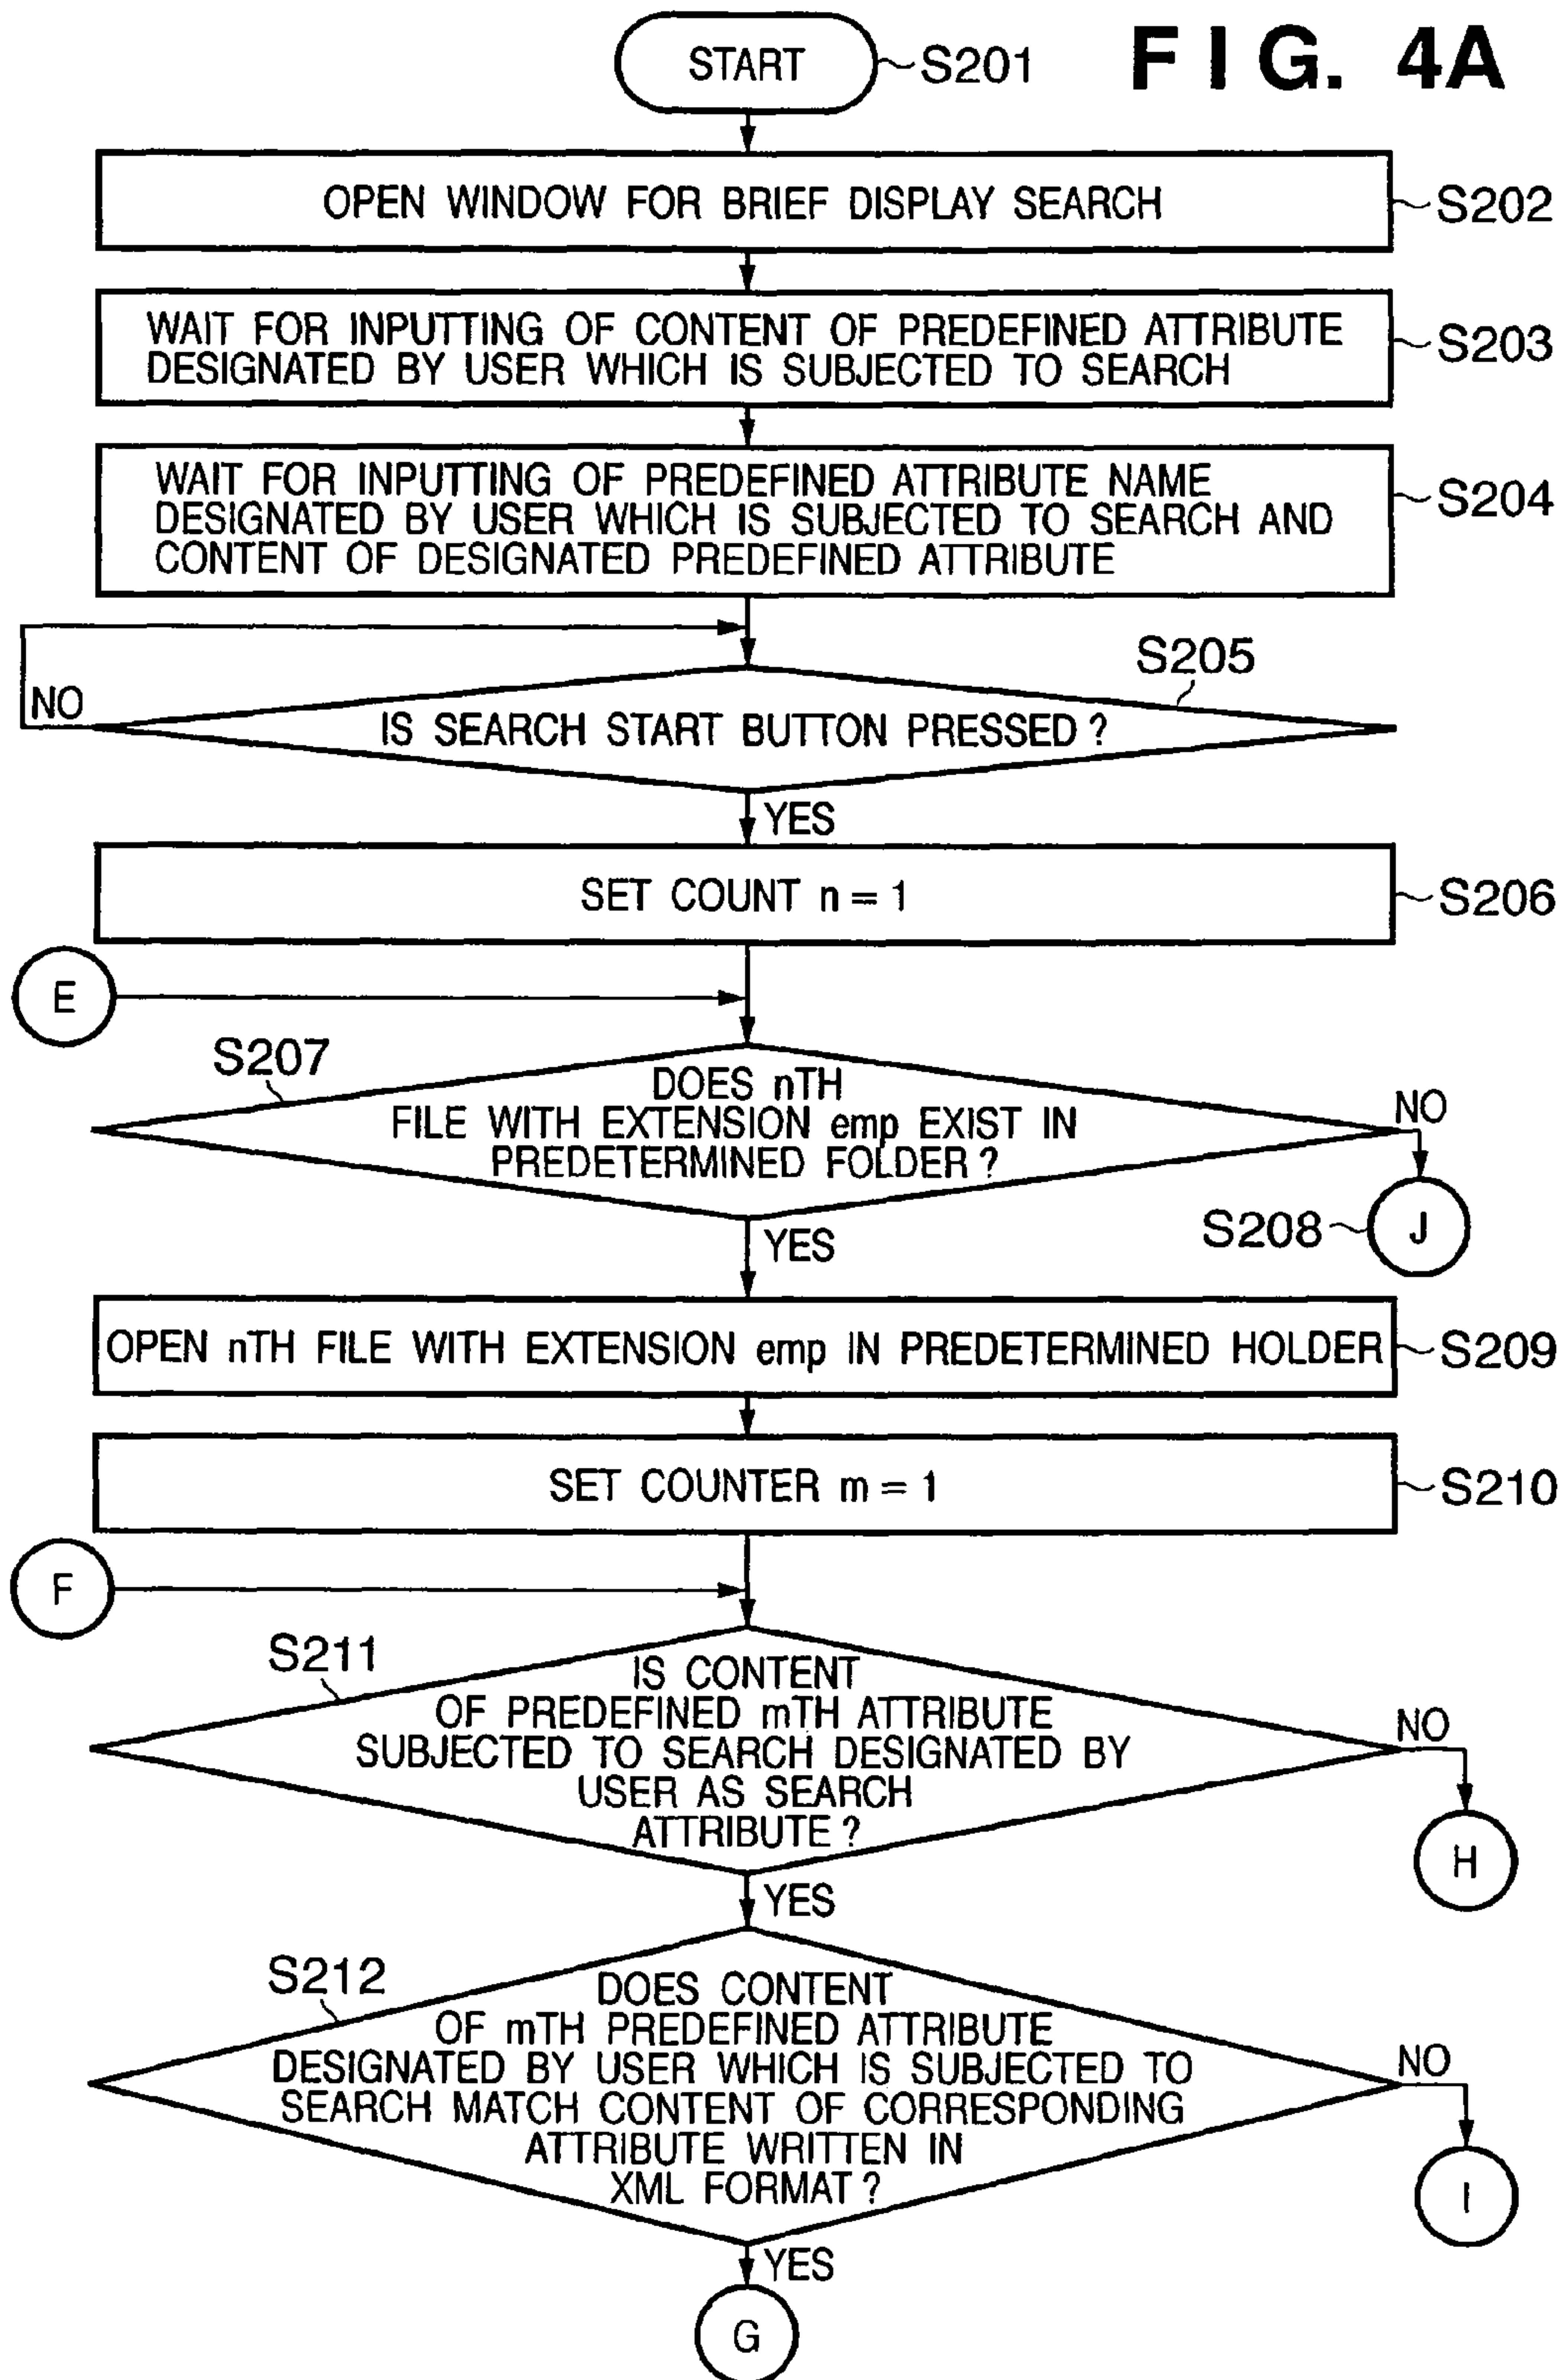 FIG. 4A
START
S201
OPEN WINDOW FOR BRIEF DISPLAY SEARCH
S202
WAIT FOR INPUTTING OF CONTENT OF PREDEFINED ATTRIBUTE
DESIGNATED BY USER WHICH IS SUBJECTED TO SEARCH
S203
WAIT FOR INPUTTING OF PREDEFINED ATTRIBUTE NAME
DESIGNATED BY USER WHICH IS SUBJECTED TO SEARCH AND
CONTENT OF DESIGNATED PREDEFINED ATTRIBUTE
S204
S205
NO
IS SEARCH START BUTTON PRESSED?
YES
SET COUNT n = 1
S206
E
S207
DOES nTH
FILE WITH EXTENSION emp EXIST IN
PREDETERMINED FOLDER?
NO
S208
J
YES
OPEN nTH FILE WITH EXTENSION emp IN PREDETERMINED HOLDER
S209
SET COUNTER m = 1
S210
F
S211
IS CONTENT
OF PREDEFINED mTH ATTRIBUTE
SUBJECTED TO SEARCH DESIGNATED BY
USER AS SEARCH
ATTRIBUTE?
NO
H
YES
S212
DOES CONTENT
OF mTH PREDEFINED ATTRIBUTE
DESIGNATED BY USER WHICH IS SUBJECTED TO
SEARCH MATCH CONTENT OF CORRESPONDING
ATTRIBUTE WRITTEN IN
XML FORMAT?
NO
I
YES
G